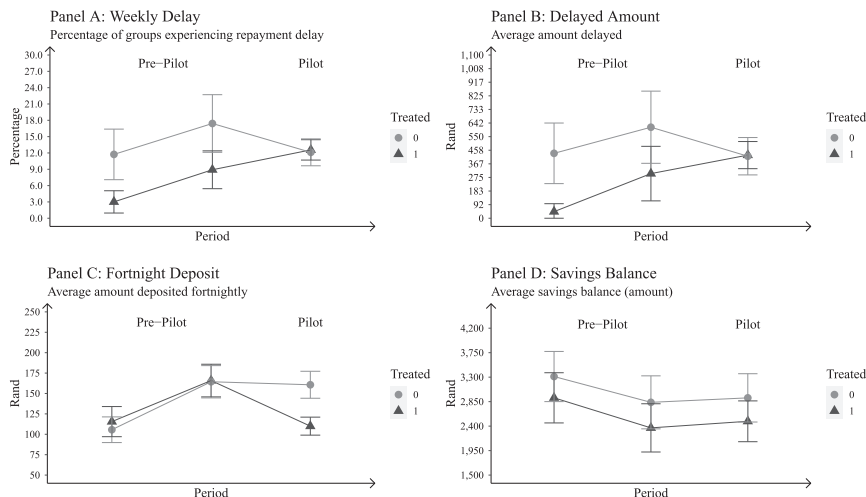 Panel A: Weekly Delay
Percentage of groups experiencing repayment delay
30.0
27.0
24.0
21.0
18.0
15.0
12.0
9.0
6.0
3.0
0.0
Percentage
Pre−Pilot
Pilot
Period
Treated
0
1
Panel B: Delayed Amount
Average amount delayed
1,100
1,008
917
825
733
642
550
458
367
275
183
92
0
Rand
Pre−Pilot
Pilot
Period
Treated
0
1
Panel C: Fortnight Deposit
Average amount deposited fortnightly
250
225
200
175
150
125
100
75
50
Rand
Pre−Pilot
Pilot
Period
Treated
0
1
Panel D: Savings Balance
Average savings balance (amount)
4,200
3,750
3,300
2,850
2,400
1,950
1,500
Rand
Pre−Pilot
Pilot
Period
Treated
0
1